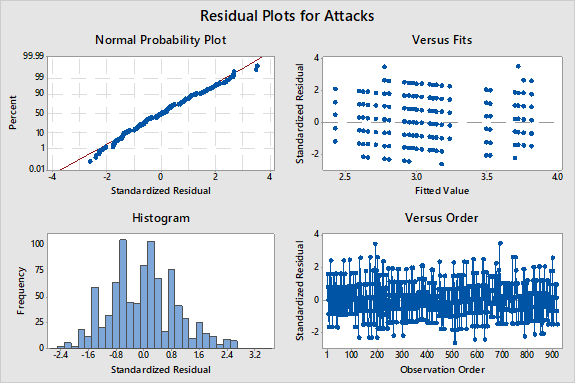 Residual Plots for Attacks
Normal Probability Plot
Percent
99.99
99
90
50
10
1
0.01
-4 -2 0 2 4
Standardized Residual
Versus Fits
Standardized Residual
4
2
0
-2
2.5 3.0 3.5 4.0
Fitted Value
Histogram
Frequency
100
75
50
25
0
-2.4 -1.6 -0.8 0.0 0.8 1.6 2.4 3.2
Standardized Residual
Versus Order
Standardized Residual
4
2
0
-2
1 100 200 300 400 500 600 700 800 900
Observation Order